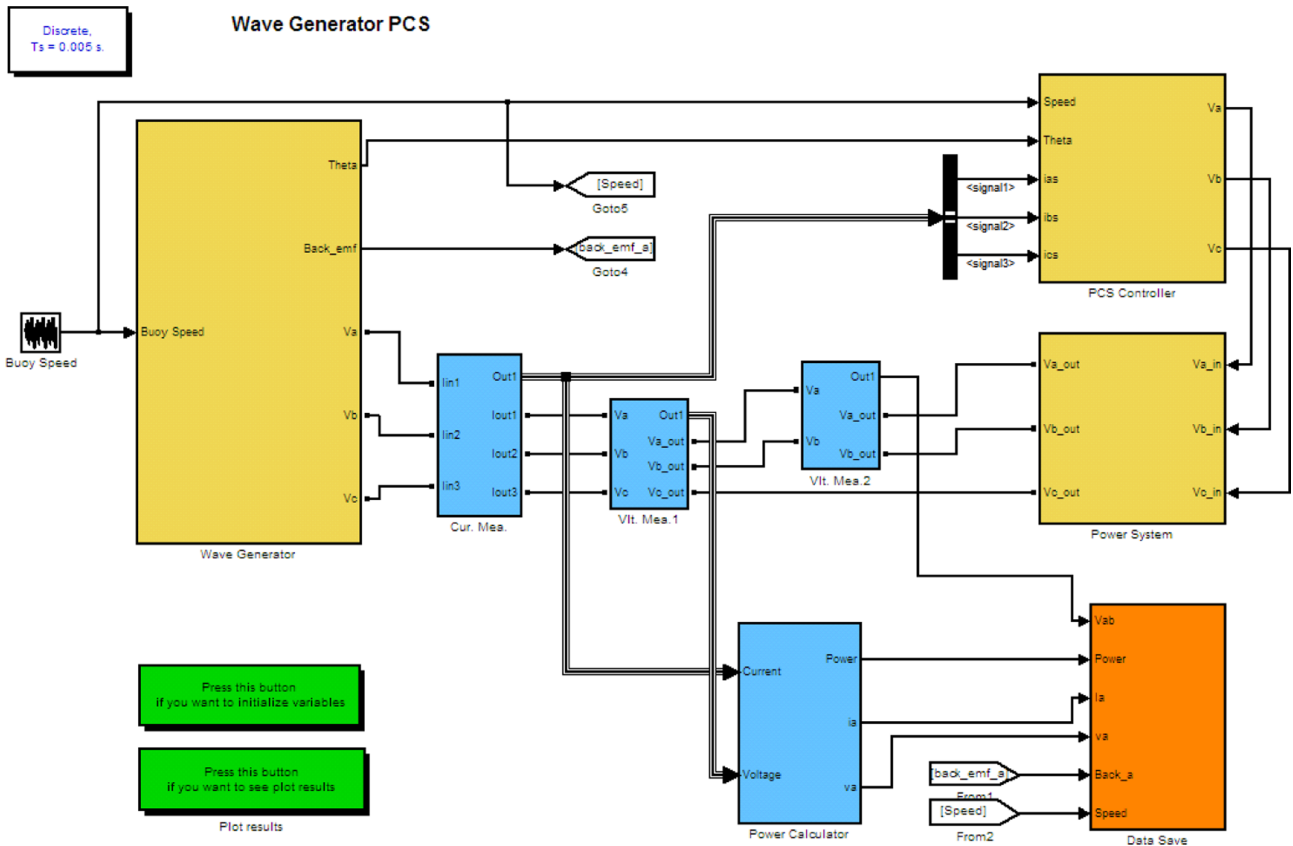 Discrete,
Ts = 0.005 s.
Wave Generator PCS
Speed
Theta
ias
ibs
ics
Va
Vb
Vc
PCS Controller
<signal1>
<signal2>
<signal3>
[Speed]
Goto5
[back_emf_a]
Goto4
Buoy Speed
Buoy Speed
Theta
Back_emf
Va
Vb
Vc
Wave Generator
Iin1
Iin2
Iin3
Out1
Iout1
Iout2
Iout3
Cur. Mea.
Va
Vb
Vc
Out1
Va_out
Vb_out
Vc_out
Vlt. Mea.1
Va
Vb
Out1
Va_out
Vb_out
Vlt. Mea.2
Va_out
Vb_out
Vc_out
Va_in
Vb_in
Vc_in
Power System
Press this button
if you want to initialize variables
Press this button
if you want to see plot results
Plot results
Current
Voltage
Power
ia
va
Power Calculator
[back_emf_a]
From1
[Speed]
From2
Vab
Power
Ia
va
Back_a
Speed
Data Save